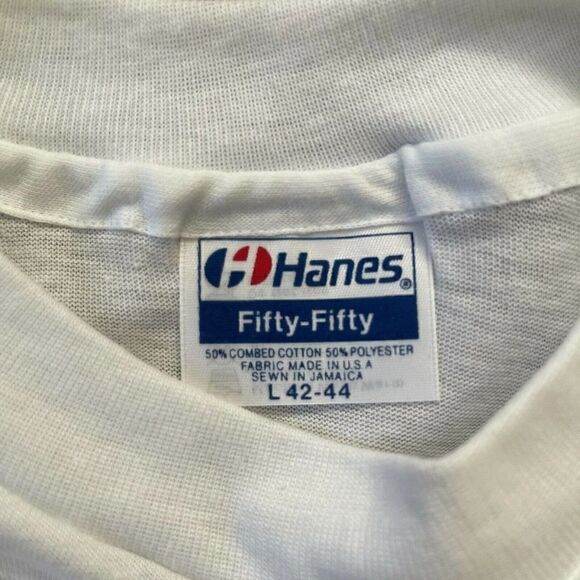 Hanes®
Fifty-Fifty
50% COMBED COTTON 50% POLYESTER
FABRIC MADE IN U.S.A
SEWN IN JAMAICA
L 42-44